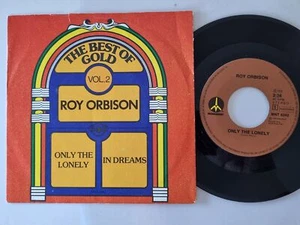 THE BEST OF
GOLD
VOL.2
ROY ORBISON
ONLY THE
LONELY
IN DREAMS
ROY ORBISON
ONLY THE LONELY